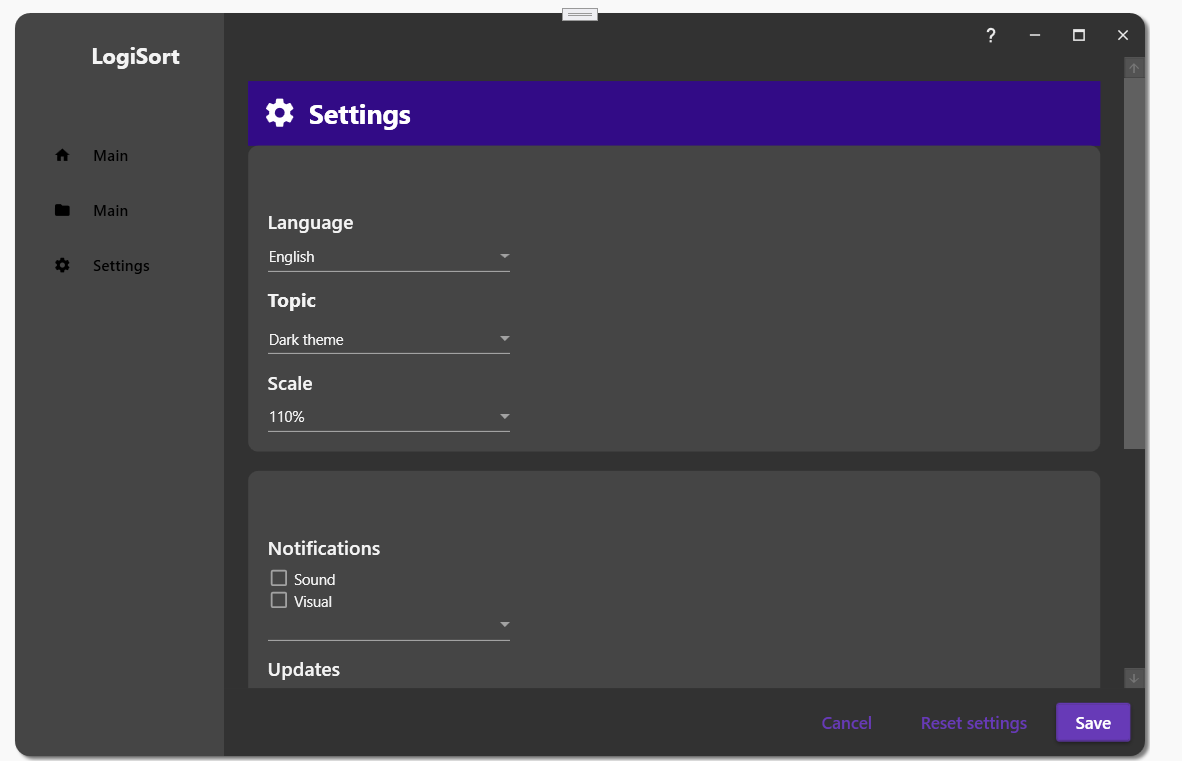 LogiSort
?
Main
Main
Settings
Settings
Language
English
Topic
Dark theme
Scale
110%
Notifications
Sound
Visual
Updates
Cancel
Reset settings
Save